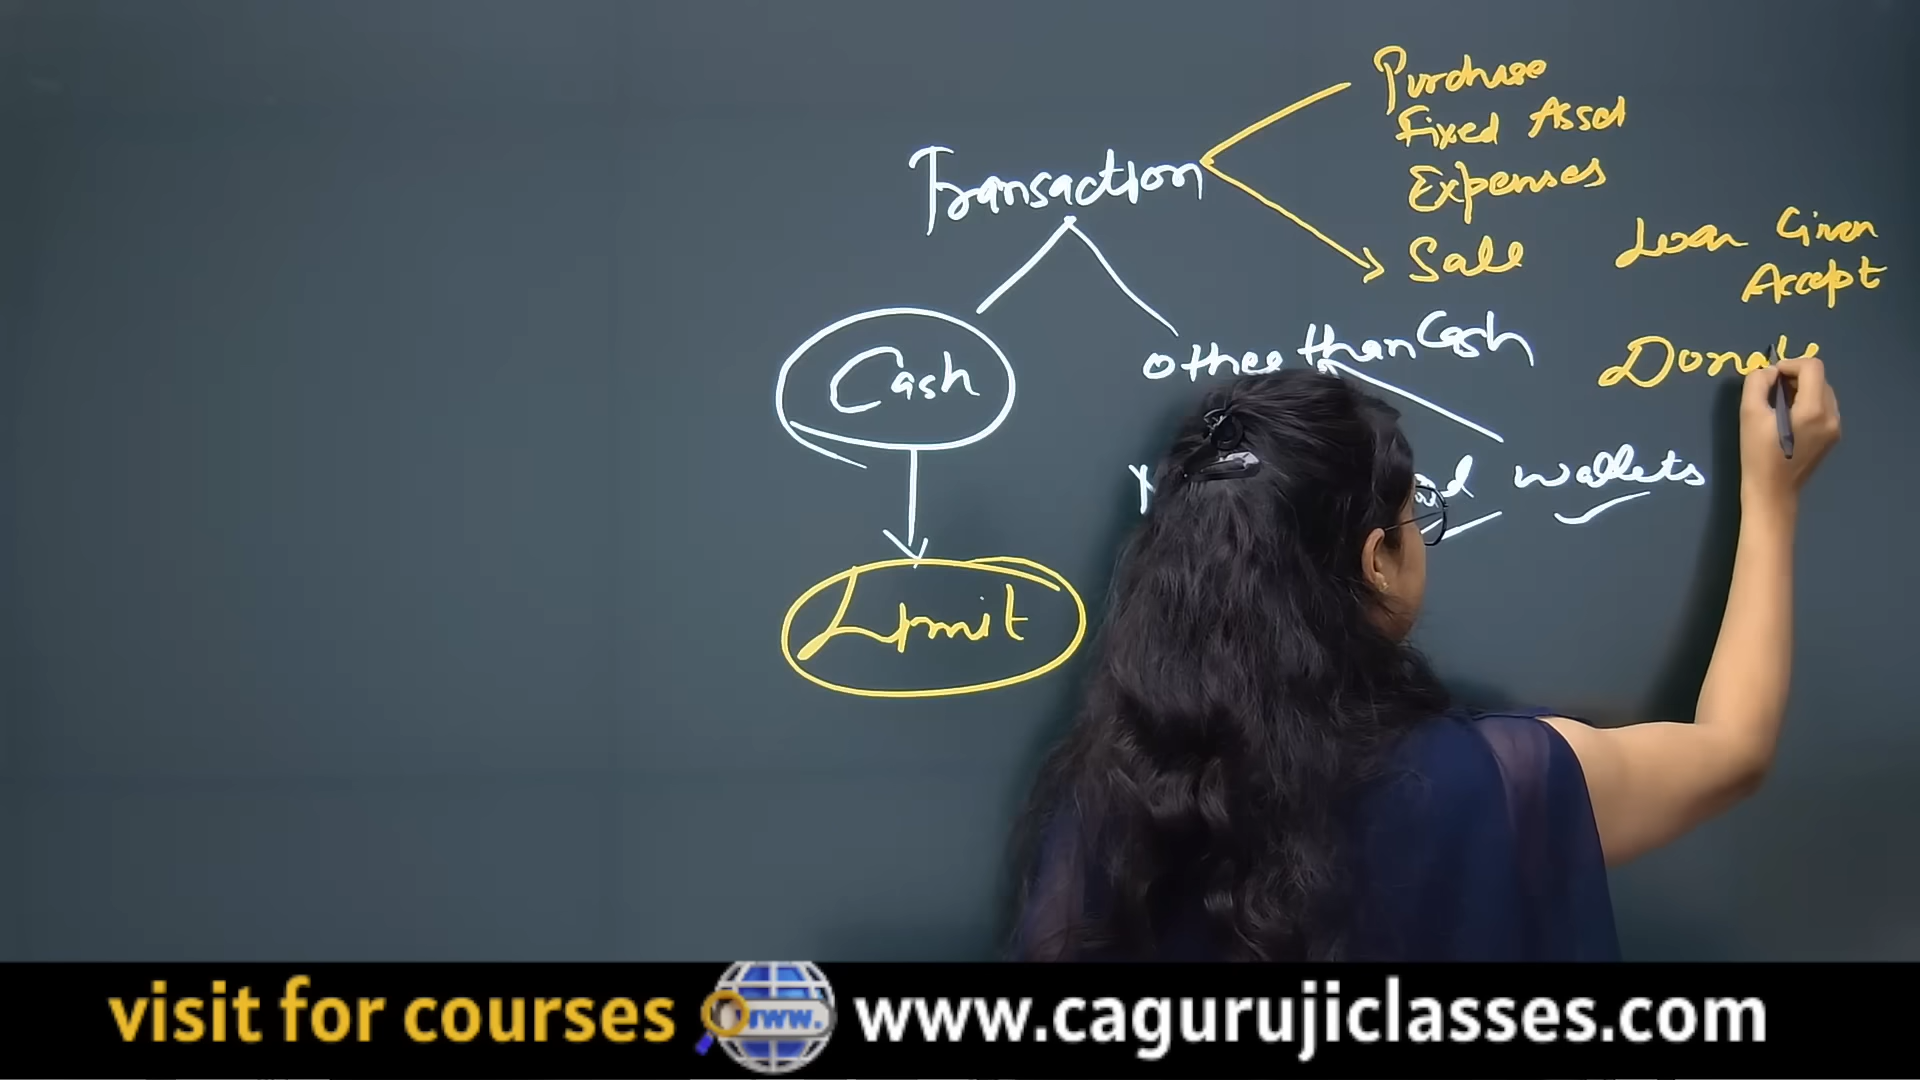 Purchase
Fixed Asset
Expenses
Transaction
Sale
Loan Given
Accept
Cash
Other than Cash
wallets
Limit
visit for courses www. www.cagurujiclasses.com